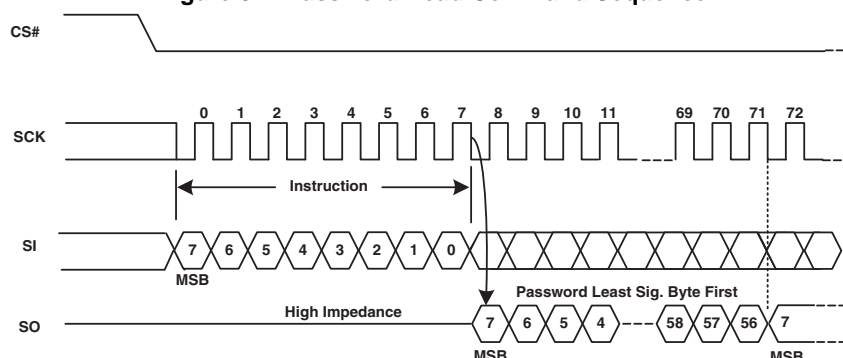 CS#
0 1 2 3 4 5 6 7 8 9 10 11 69 70 71 72
SCK
Instruction
SI 7 6 5 4 3 2 1 0
MSB
Password Least Sig. Byte First
High Impedance
SO 7 6 5 4 58 57 56 7
MSB MSB